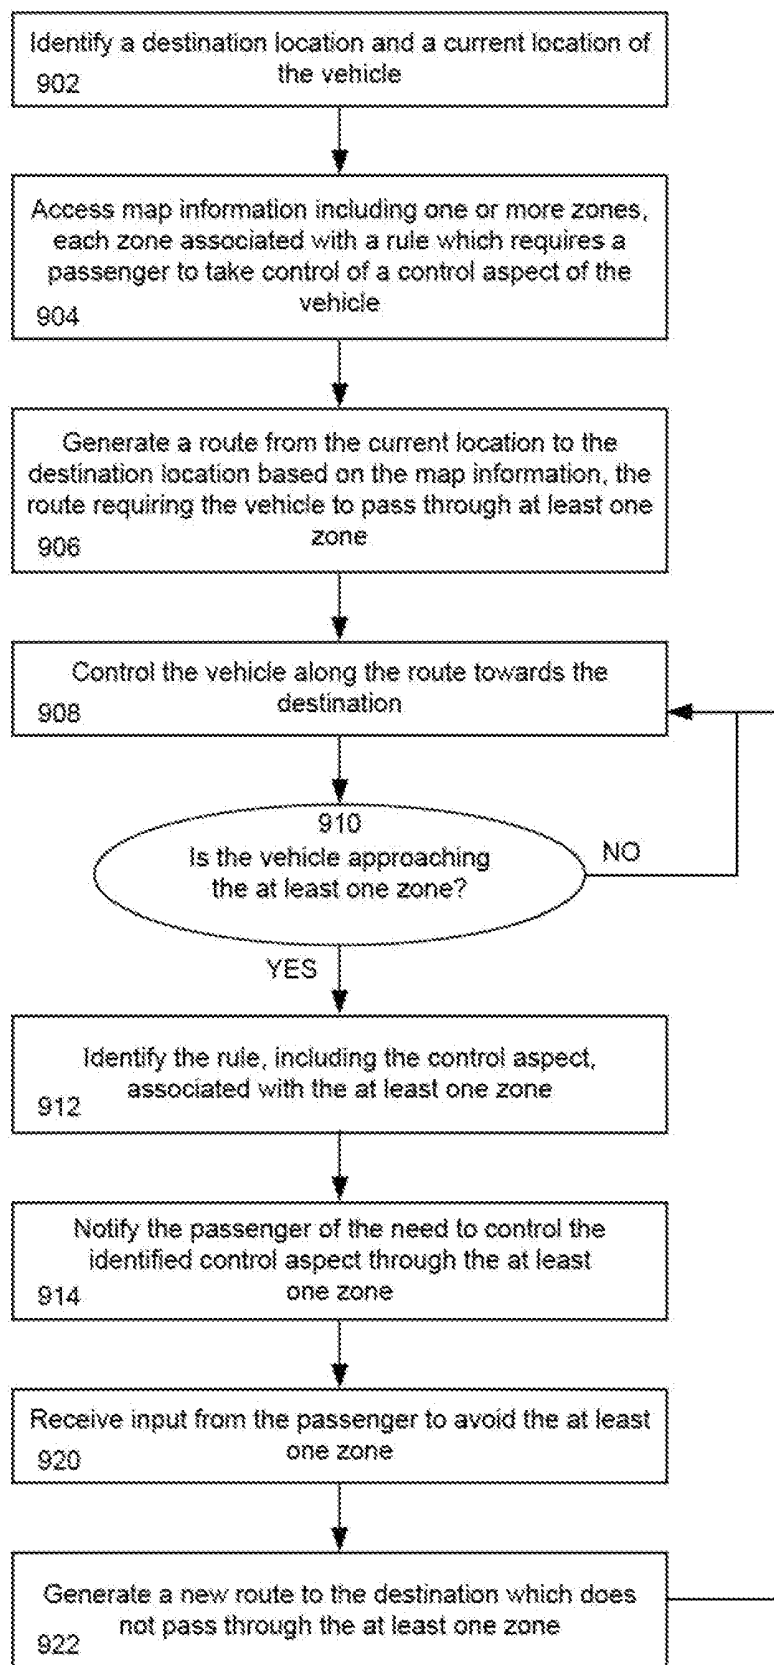 Identify a destination location and a current location of
the vehicle
902
Access map information including one or more zones,
each zone associated with a rule which requires a
passenger to take control of a control aspect of the
vehicle
904
Generate a route from the current location to the
destination location based on the map information, the
route requiring the vehicle to pass through at least one
zone
906
Control the vehicle along the route towards the
destination
908
910
Is the vehicle approaching
the at least one zone?
NO
YES
Identify the rule, including the control aspect,
associated with the at least one zone
912
Notify the passenger of the need to control the
identified control aspect through the at least
one zone
914
Receive input from the passenger to avoid the at least
one zone
920
Generate a new route to the destination which does
not pass through the at least one zone
922